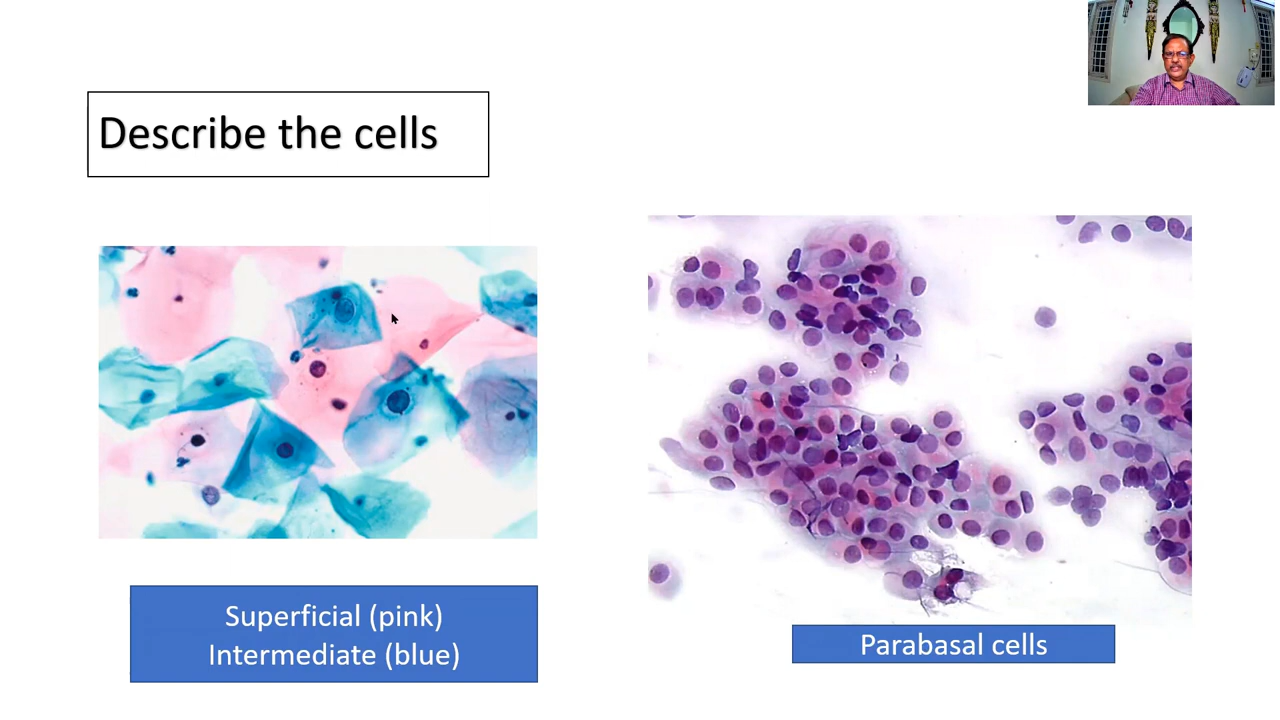 Describe the cells
Superficial (pink)
Intermediate (blue)
Parabasal cells